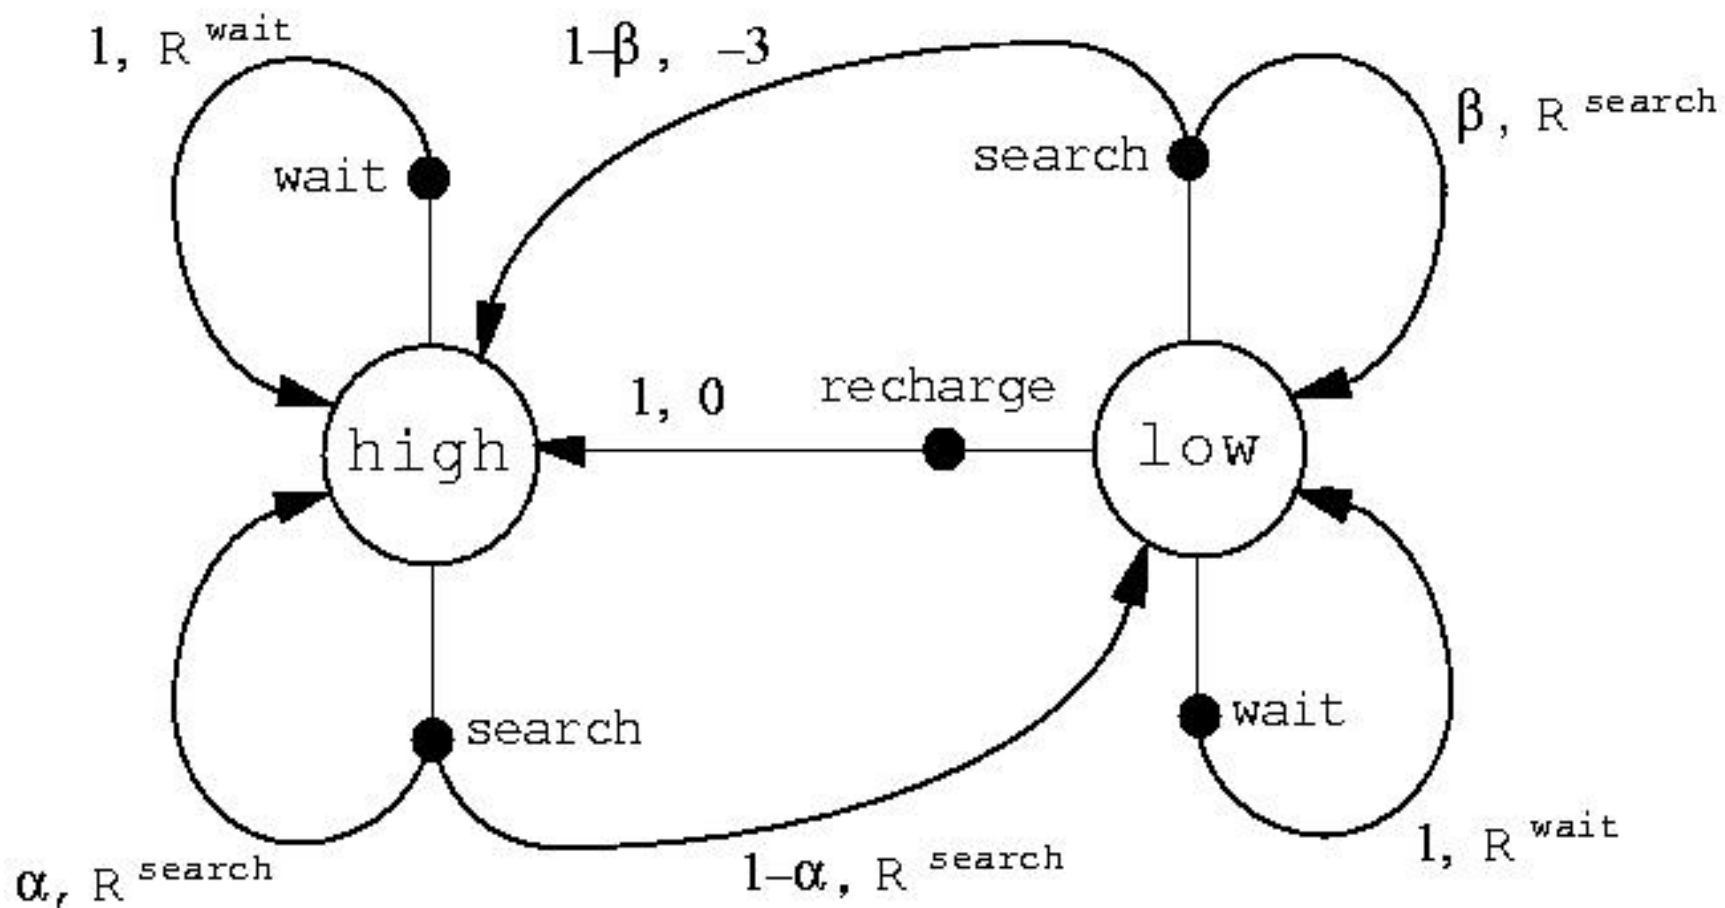 1, R wait
1–β, –3
β, R search
wait
search
1, 0
recharge
high
low
search
wait
α, R search
1–α, R search
1, R wait